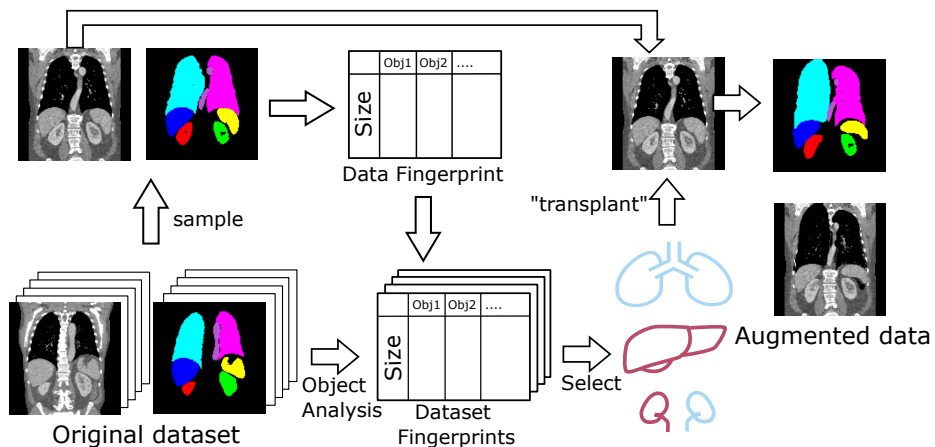 Obj1 Obj2 ....
Size
Data Fingerprint
sample
"transplant"
Obj1 Obj2 ....
Size
Object
Analysis
Select
Augmented data
Original dataset
Dataset
Fingerprints